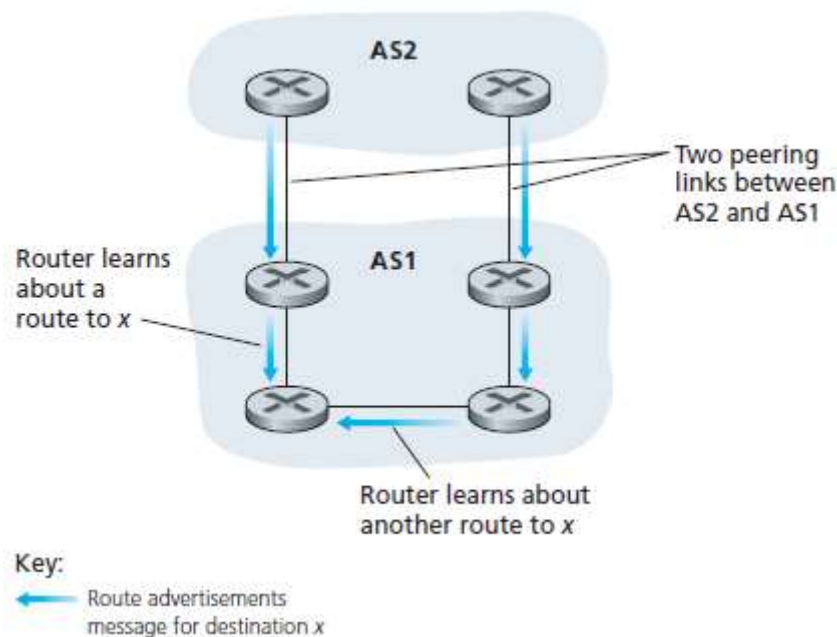 AS2
Two peering
links between
AS2 and AS1
Router learns
about a
route to x
AS1
Router learns about
another route to x
Key:
Route advertisements
message for destination x